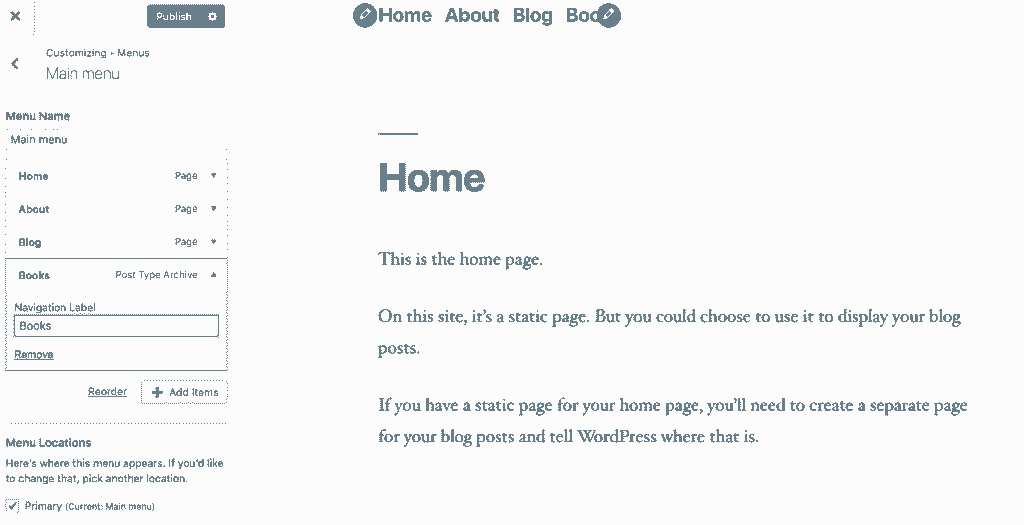 Publish
Customizing ▸ Menus
Main menu
Menu Name
Main menu
Home Page
About Page
Blog Page
Books Post Type Archive
Navigation Label
Books
Remove
Reorder Add Items
Menu Locations
Here's where this menu appears. If you'd like
to change that, pick another location.
Primary (Current: Main menu)
Home About Blog
Home
This is the home page.
On this site, it's a static page. But you could choose to use it to display your blog
posts.
If you have a static page for your home page, you'll need to create a separate page
for your blog posts and tell WordPress where that is.